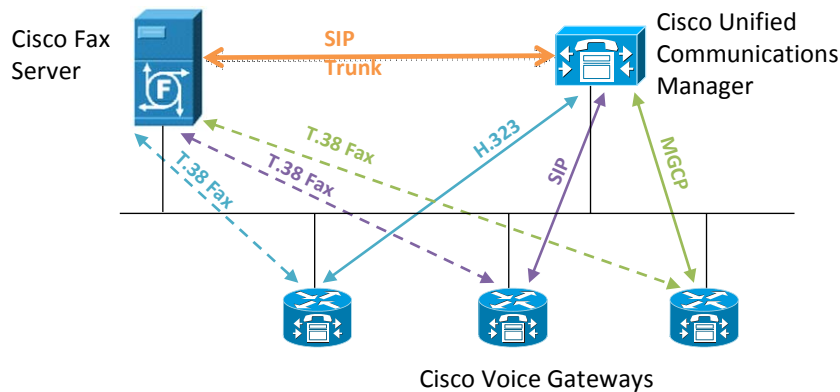 Cisco Fax
Server
SIP
Trunk
Cisco Unified
Communications
Manager
F
T.38 Fax
T.38 Fax
T.38 Fax
H.323
SIP
MGCP
Cisco Voice Gateways